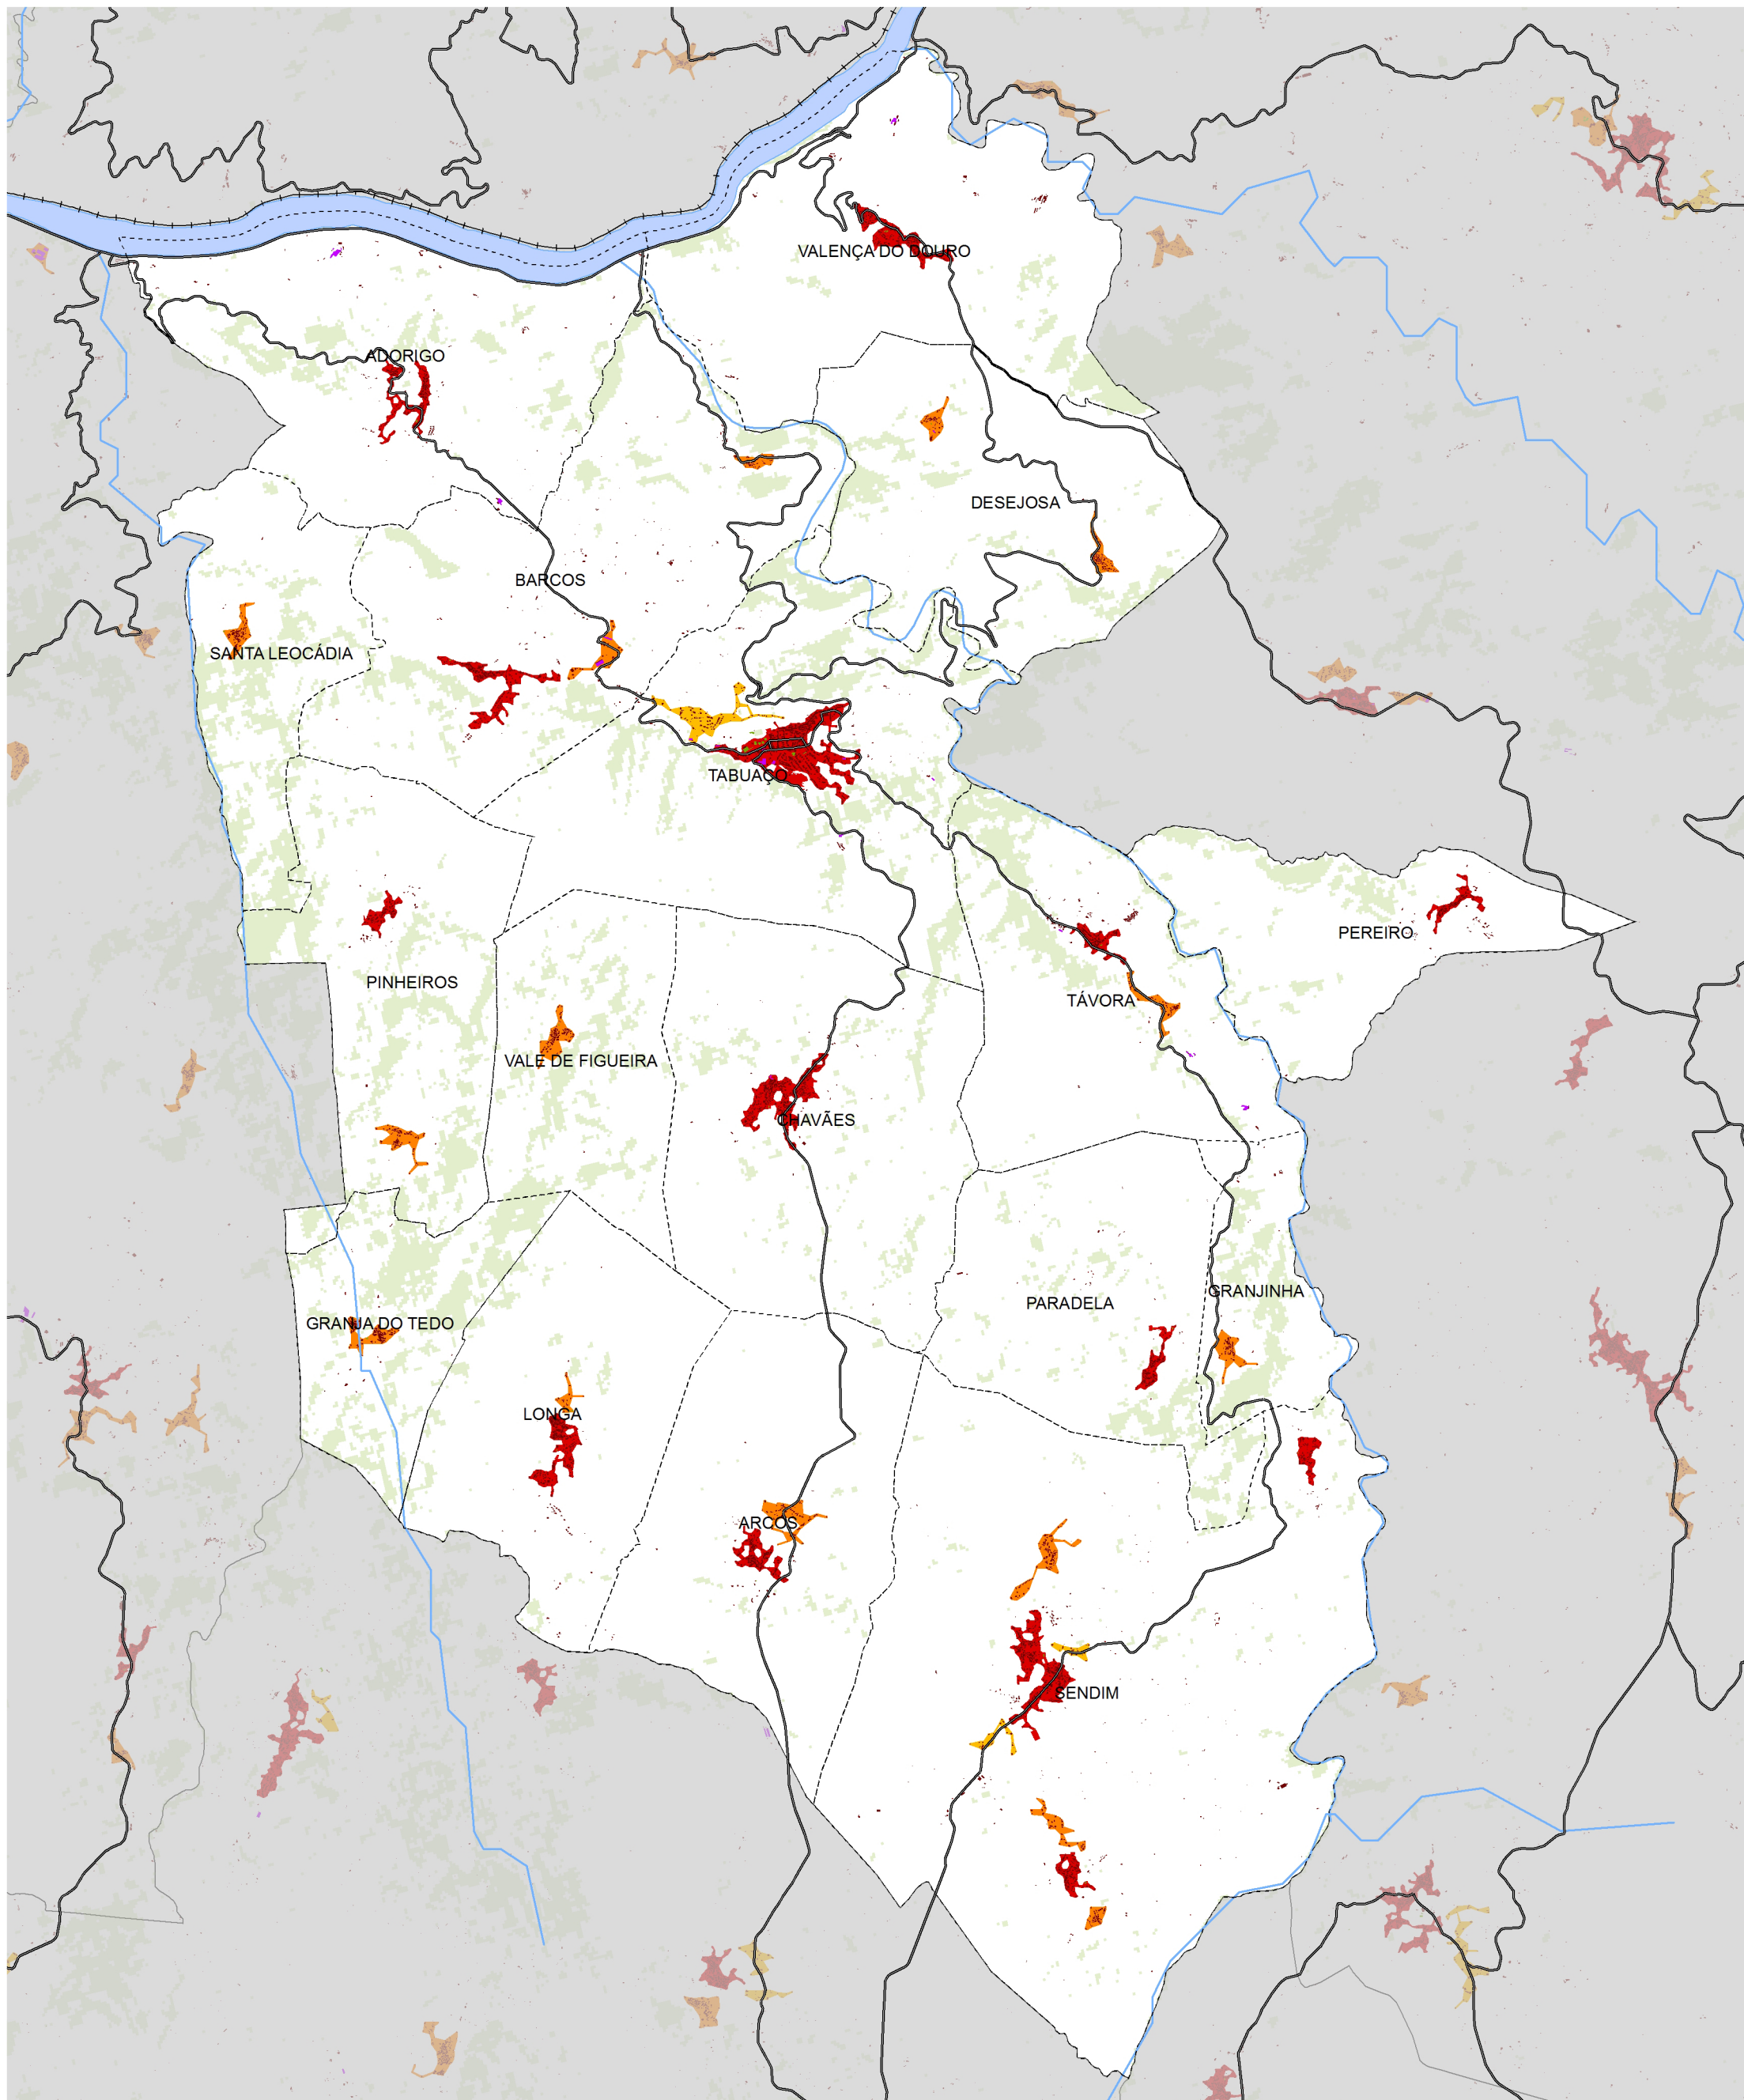 VALENÇA DO DOURO
ADORIGO
DESEJOSA
BARCOS
SANTA LEOCÁDIA
TABUAÇO
PEREIRO
PINHEIROS
TÁVORA
VALE DE FIGUEIRA
CHAVÃES
GRANJINHA
PARADELA
GRANJA DO TEDO
LONGA
ARCOS
SENDIM